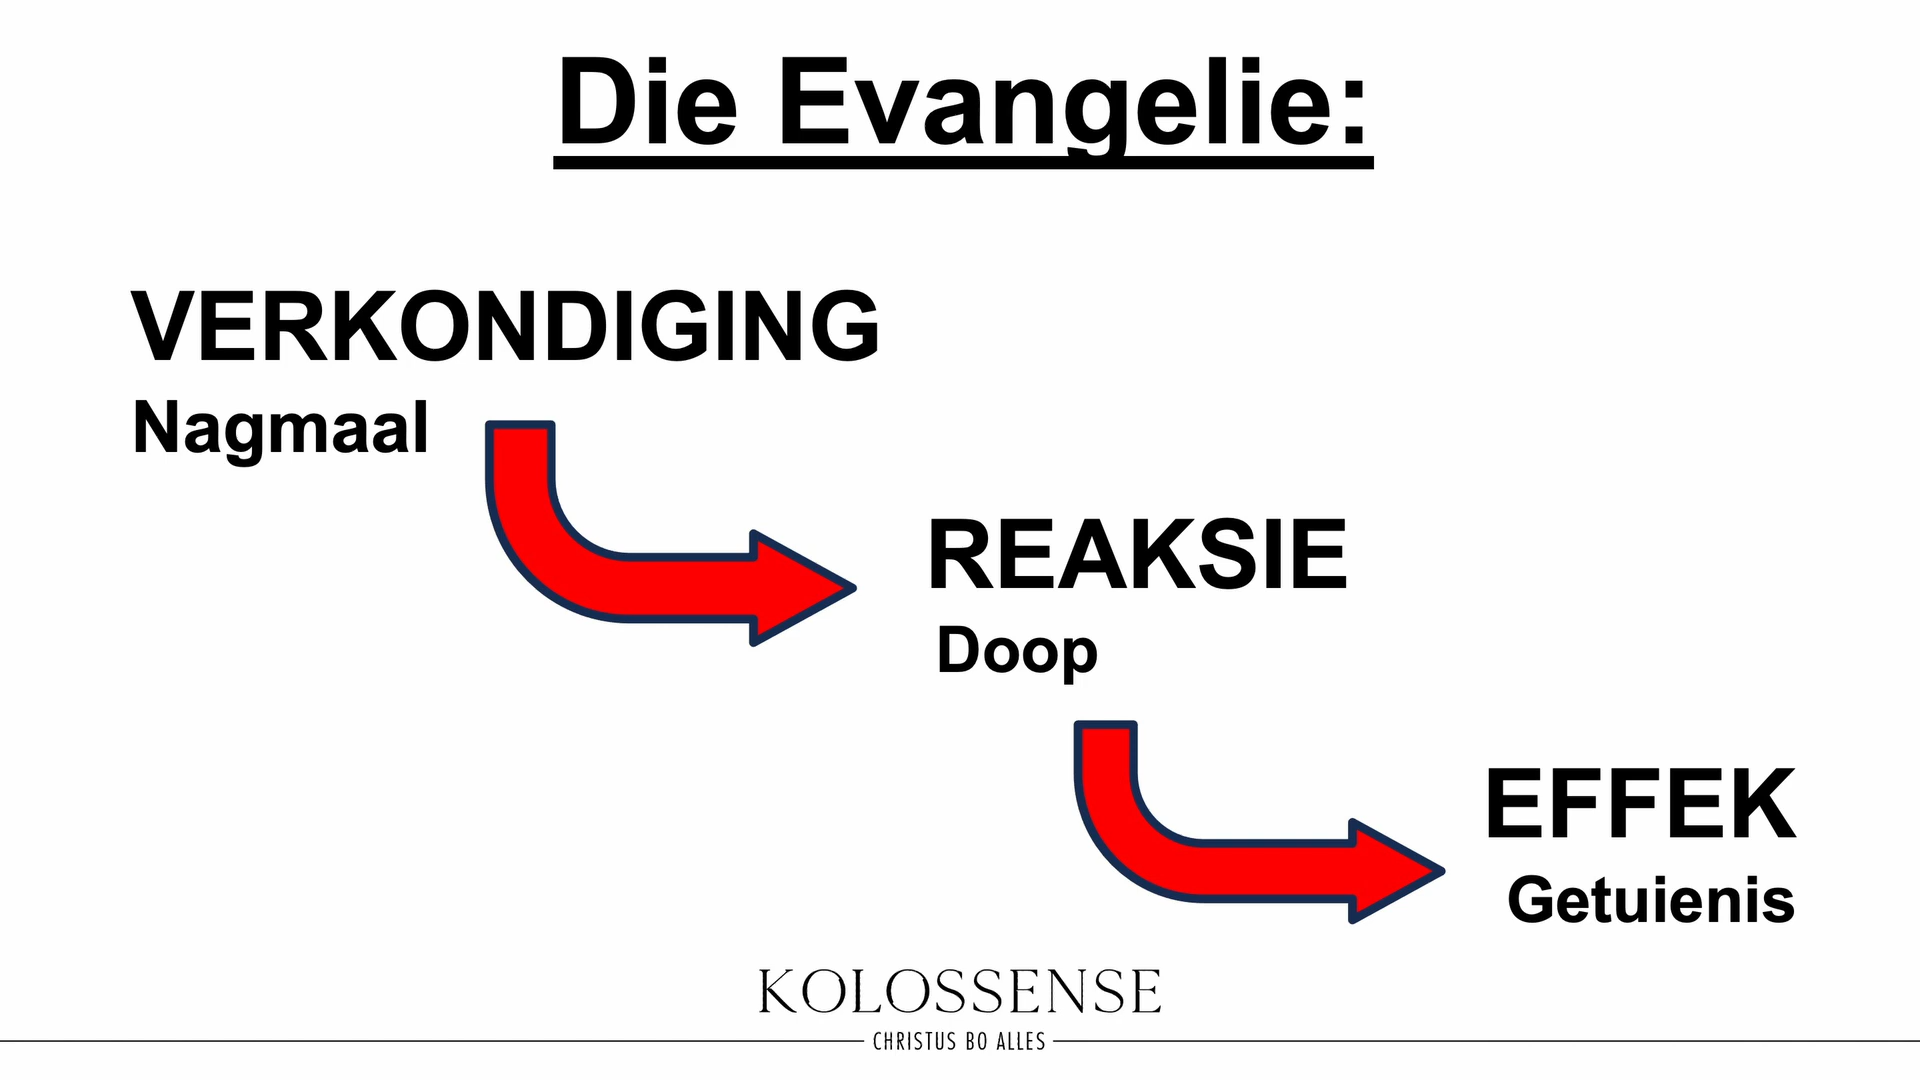 Die Evangelie:
VERKONDIGING
Nagmaal
REAKSIE
Doop
EFFEK
Getuienis
KOLOSSENSE
CHRISTUS BO ALLES